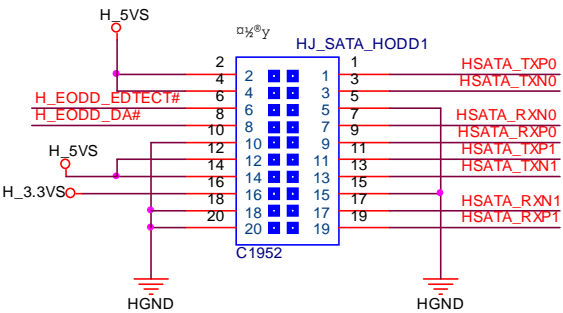 H_5VS
¤½®y
HJ_SATA_HODD1
2 2 1 1 HSATA_TXP0
4 4 3 3 HSATA_TXN0
H_EODD_EDTECT# 6 6 5 5
H_EODD_DA# 8 8 7 7 HSATA_RXN0
10 10 9 9 HSATA_RXP0
H_5VS 12 12 11 11 HSATA_TXP1
14 14 13 13 HSATA_TXN1
H_3.3VS 16 16 15 15
18 18 17 17 HSATA_RXN1
20 20 19 19 HSATA_RXP1
C1952
HGND
HGND